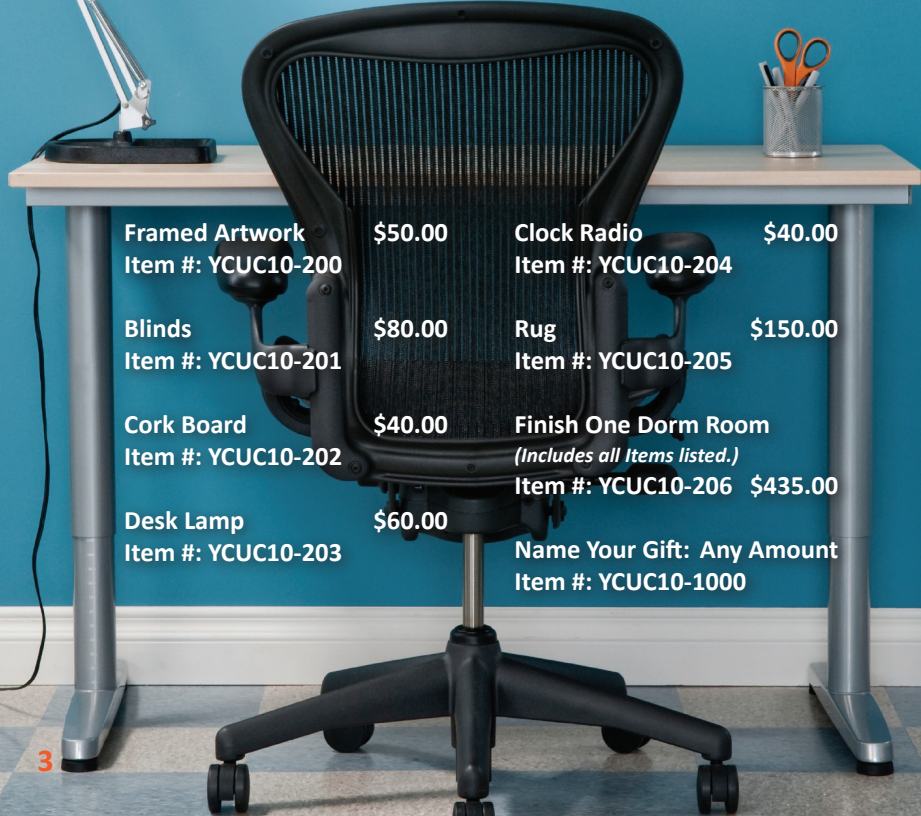 Framed Artwork $50.00
Item #: YCUC10-200
Blinds $80.00
Item #: YCUC10-201
Cork Board $40.00
Item #: YCUC10-202
Desk Lamp $60.00
Item #: YCUC10-203
Clock Radio $40.00
Item #: YCUC10-204
Rug $150.00
Item #: YCUC10-205
Finish One Dorm Room
(Includes all Items listed.)
Item #: YCUC10-206 $435.00
Name Your Gift: Any Amount
Item #: YCUC10-1000
3